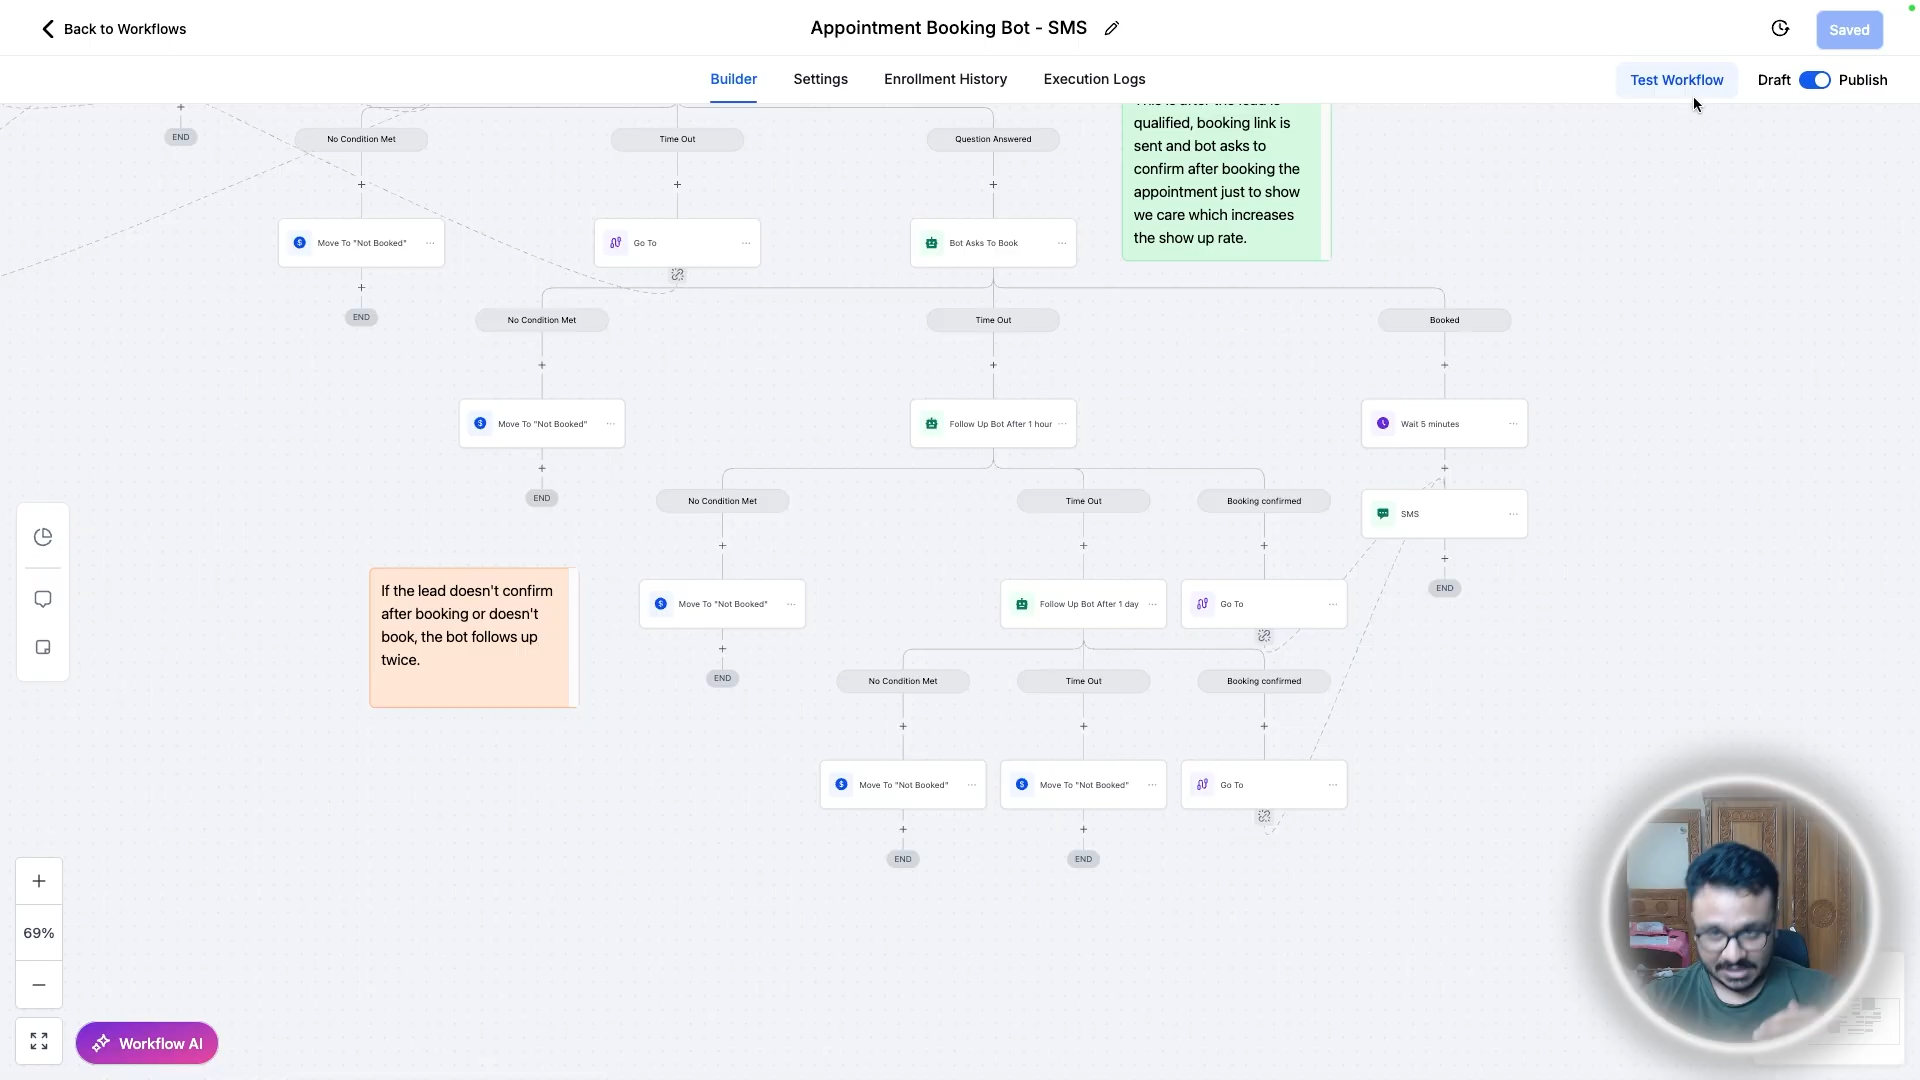 Back to Workflows
Appointment Booking Bot - SMS
Saved
Builder
Settings
Enrollment History
Execution Logs
Test Workflow
Draft
Publish
END
No Condition Met
Time Out
Question Answered
This is after the lead is
qualified, booking link is
sent and bot asks to
confirm after booking the
appointment just to show
we care which increases
the show up rate.
Move To "Not Booked"
Go To
Bot Asks To Book
END
No Condition Met
Time Out
Booked
Move To "Not Booked"
Follow Up Bot After 1 hour
Wait 5 minutes
END
No Condition Met
Time Out
Booking confirmed
SMS
If the lead doesn't confirm
after booking or doesn't
book, the bot follows up
twice.
Move To "Not Booked"
Follow Up Bot After 1 day
Go To
END
END
No Condition Met
Time Out
Booking confirmed
Move To "Not Booked"
Move To "Not Booked"
Go To
END
END
69%
Workflow AI